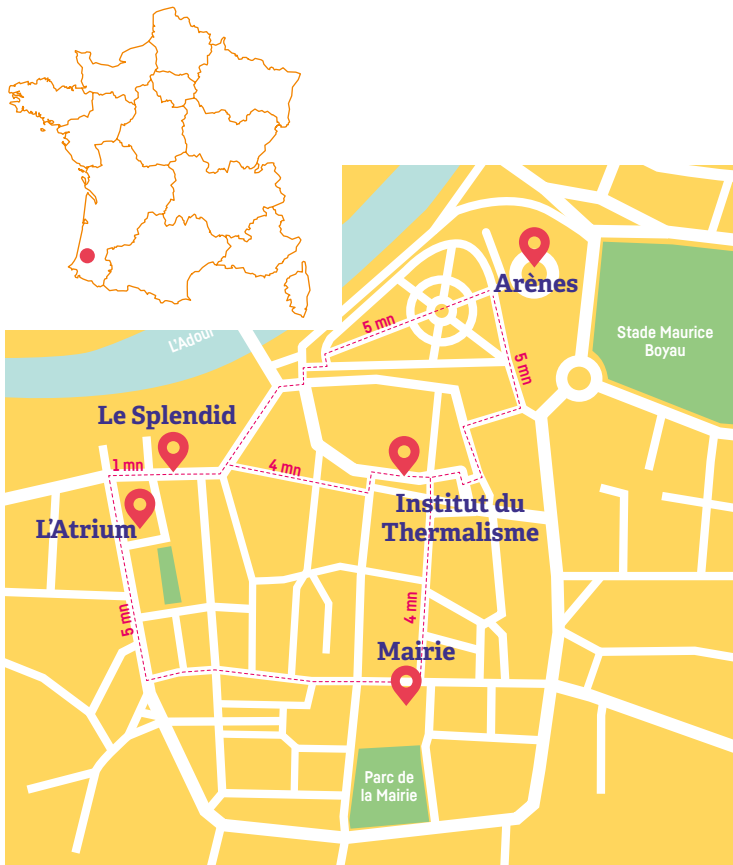 Arènes
5 mn
Stade Maurice
Boyau
L'Adour
5 mn
Le Splendid
1 mn
4 mn
Institut du
Thermalisme
L'Atrium
4 mn
5 mn
Mairie
Parc de
la Mairie